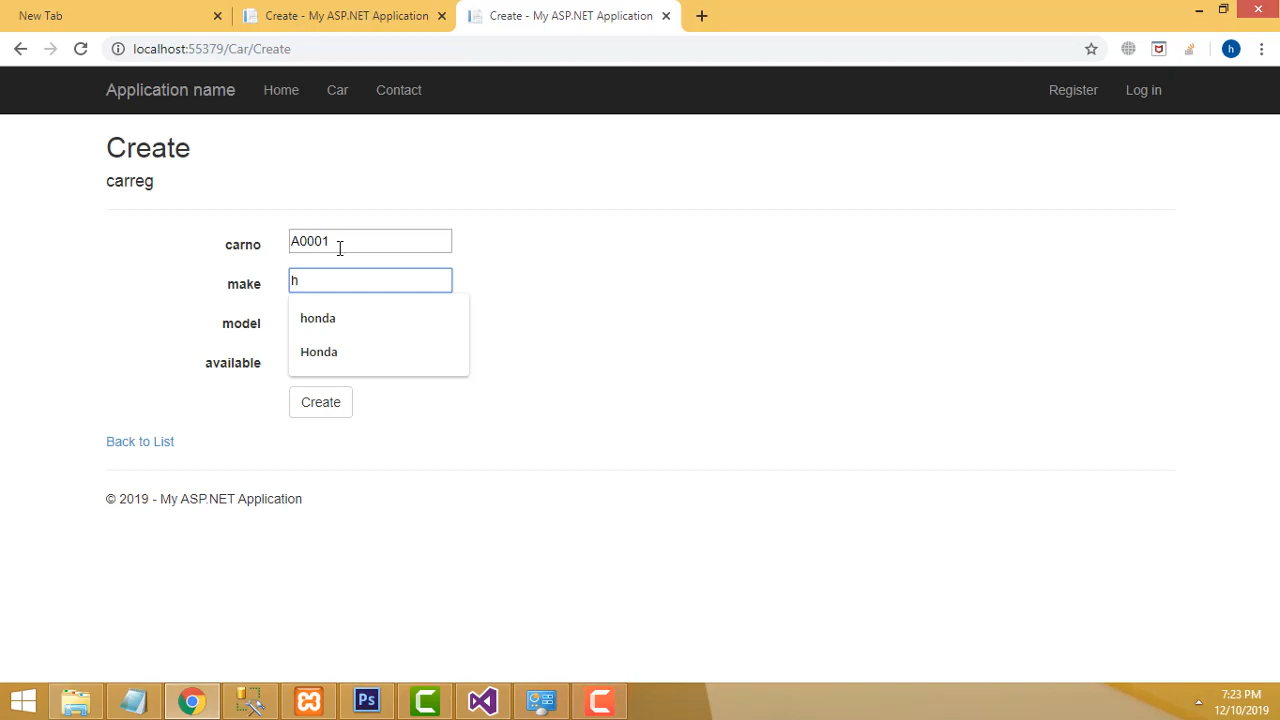 New Tab
Create - My ASP.NET Application
Create - My ASP.NET Application
localhost:55379/Car/Create
h
Application name Home Car Contact Register Log in
Create
carreg
carno A0001
make h
honda
model
Honda
available
Create
Back to List
© 2019 - My ASP.NET Application
Ps
7:23 PM
12/10/2019